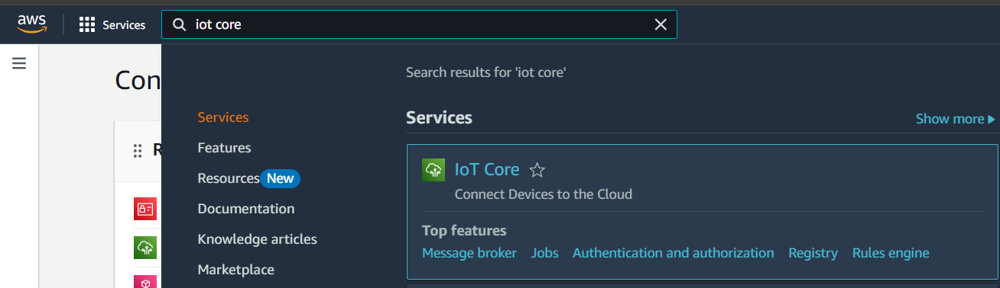 aws
Services
iot core
Con
R
Search results for 'iot core'
Services
Features
Resources New
Documentation
Knowledge articles
Marketplace
Services
Show more
IoT Core
Connect Devices to the Cloud
Top features
Message broker Jobs Authentication and authorization Registry Rules engine